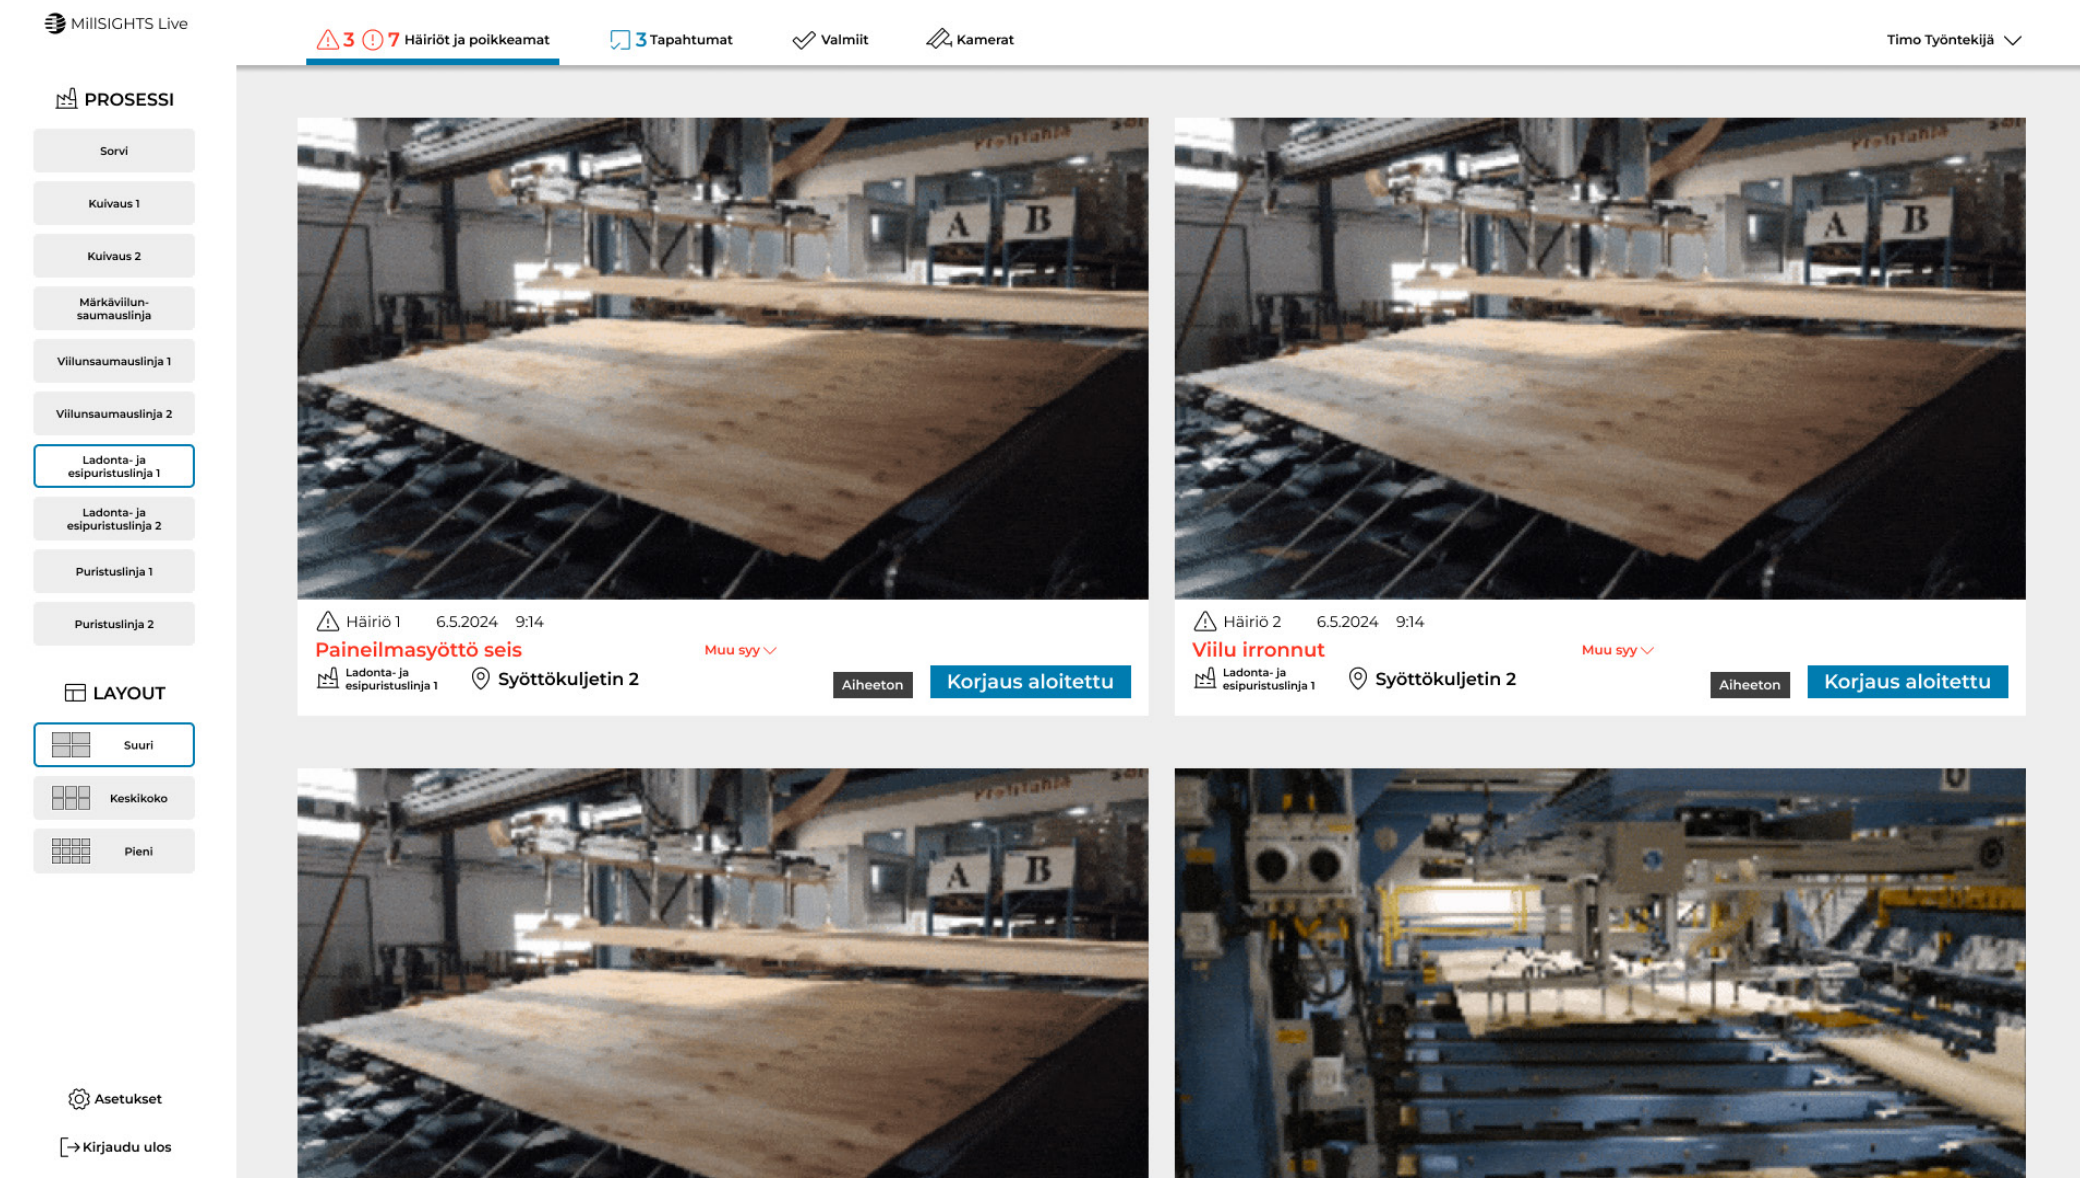 MillSIGHTS Live
3 7 Häiriöt ja poikkeamat
3 Tapahtumat
Valmiit
Kamerat
Timo Työntekijä
PROSESSI
Sorvi
Kuivaus 1
Kuivaus 2
Märkäviilun-
saumauslinja
Viilunsaumauslinja 1
Viilunsaumauslinja 2
Ladonta- ja
esipuristuslinja 1
Ladonta- ja
esipuristuslinja 2
Puristuslinja 1
Puristuslinja 2
LAYOUT
Suuri
Keskikoko
Pieni
Asetukset
Kirjaudu ulos
A B
Häiriö 1 6.5.2024 9:14
Paineilmasyöttö seis Muu syy
Ladonta- ja
esipuristuslinja 1
Syöttökuljetin 2
Aiheeton
Korjaus aloitettu
A B
Häiriö 2 6.5.2024 9:14
Viilu irronnut Muu syy
Ladonta- ja
esipuristuslinja 1
Syöttökuljetin 2
Aiheeton
Korjaus aloitettu
A B